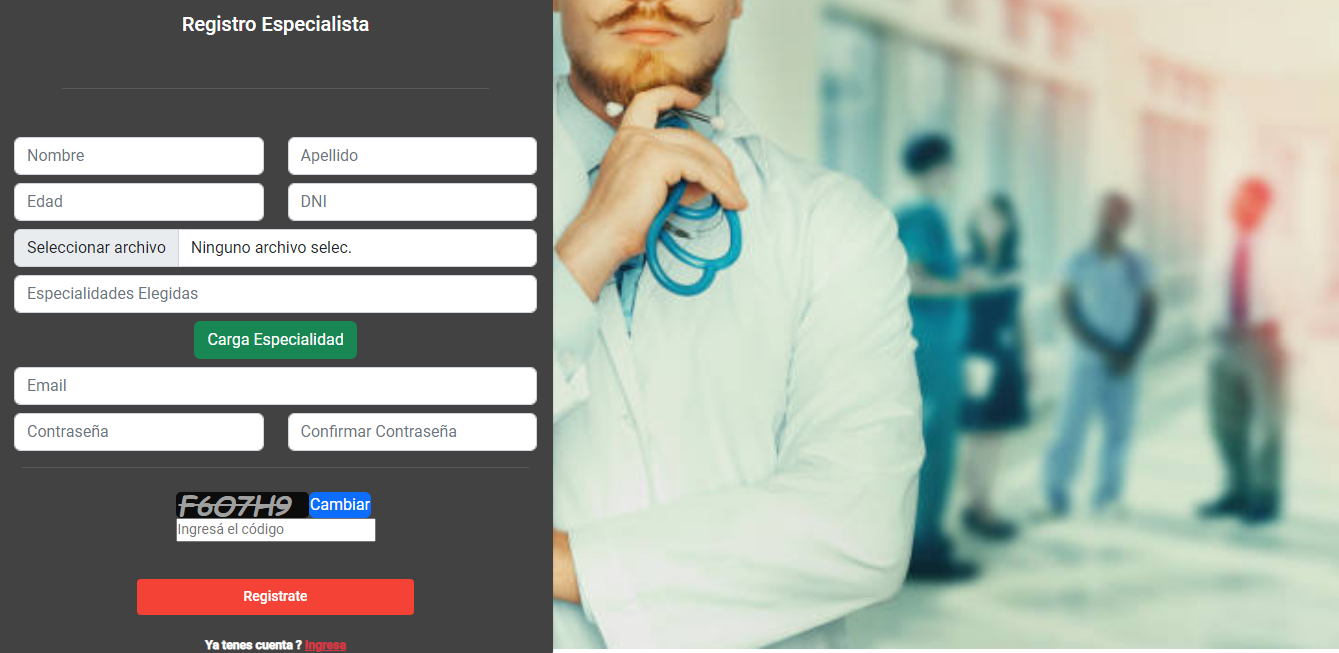 Registro Especialista
Nombre
Apellido
Edad
DNI
Seleccionar archivo Ninguno archivo selec.
Especialidades Elegidas
Carga Especialidad
Email
Contraseña
Confirmar Contraseña
F607H9 Cambiar
Ingresá el código
Registrate
Ya tenes cuenta ? Ingresa